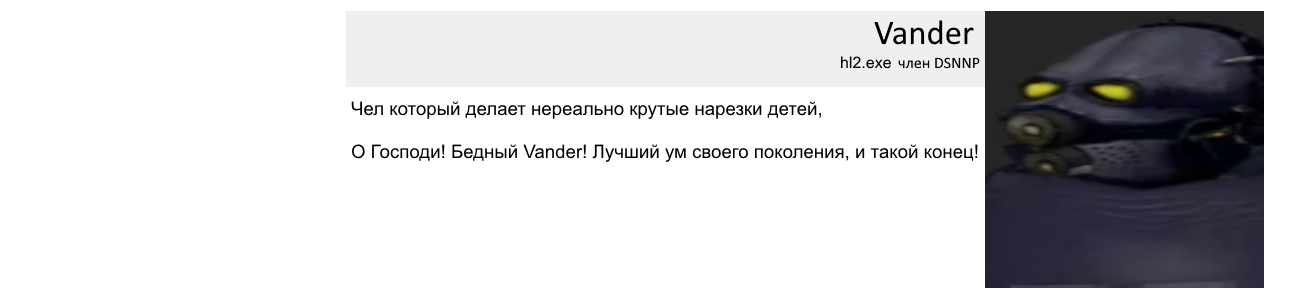 Vander
hl2.exe член DSNNP
Чел который делает нереально крутые нарезки детей,
О Господи! Бедный Vander! Лучший ум своего поколения, и такой конец!